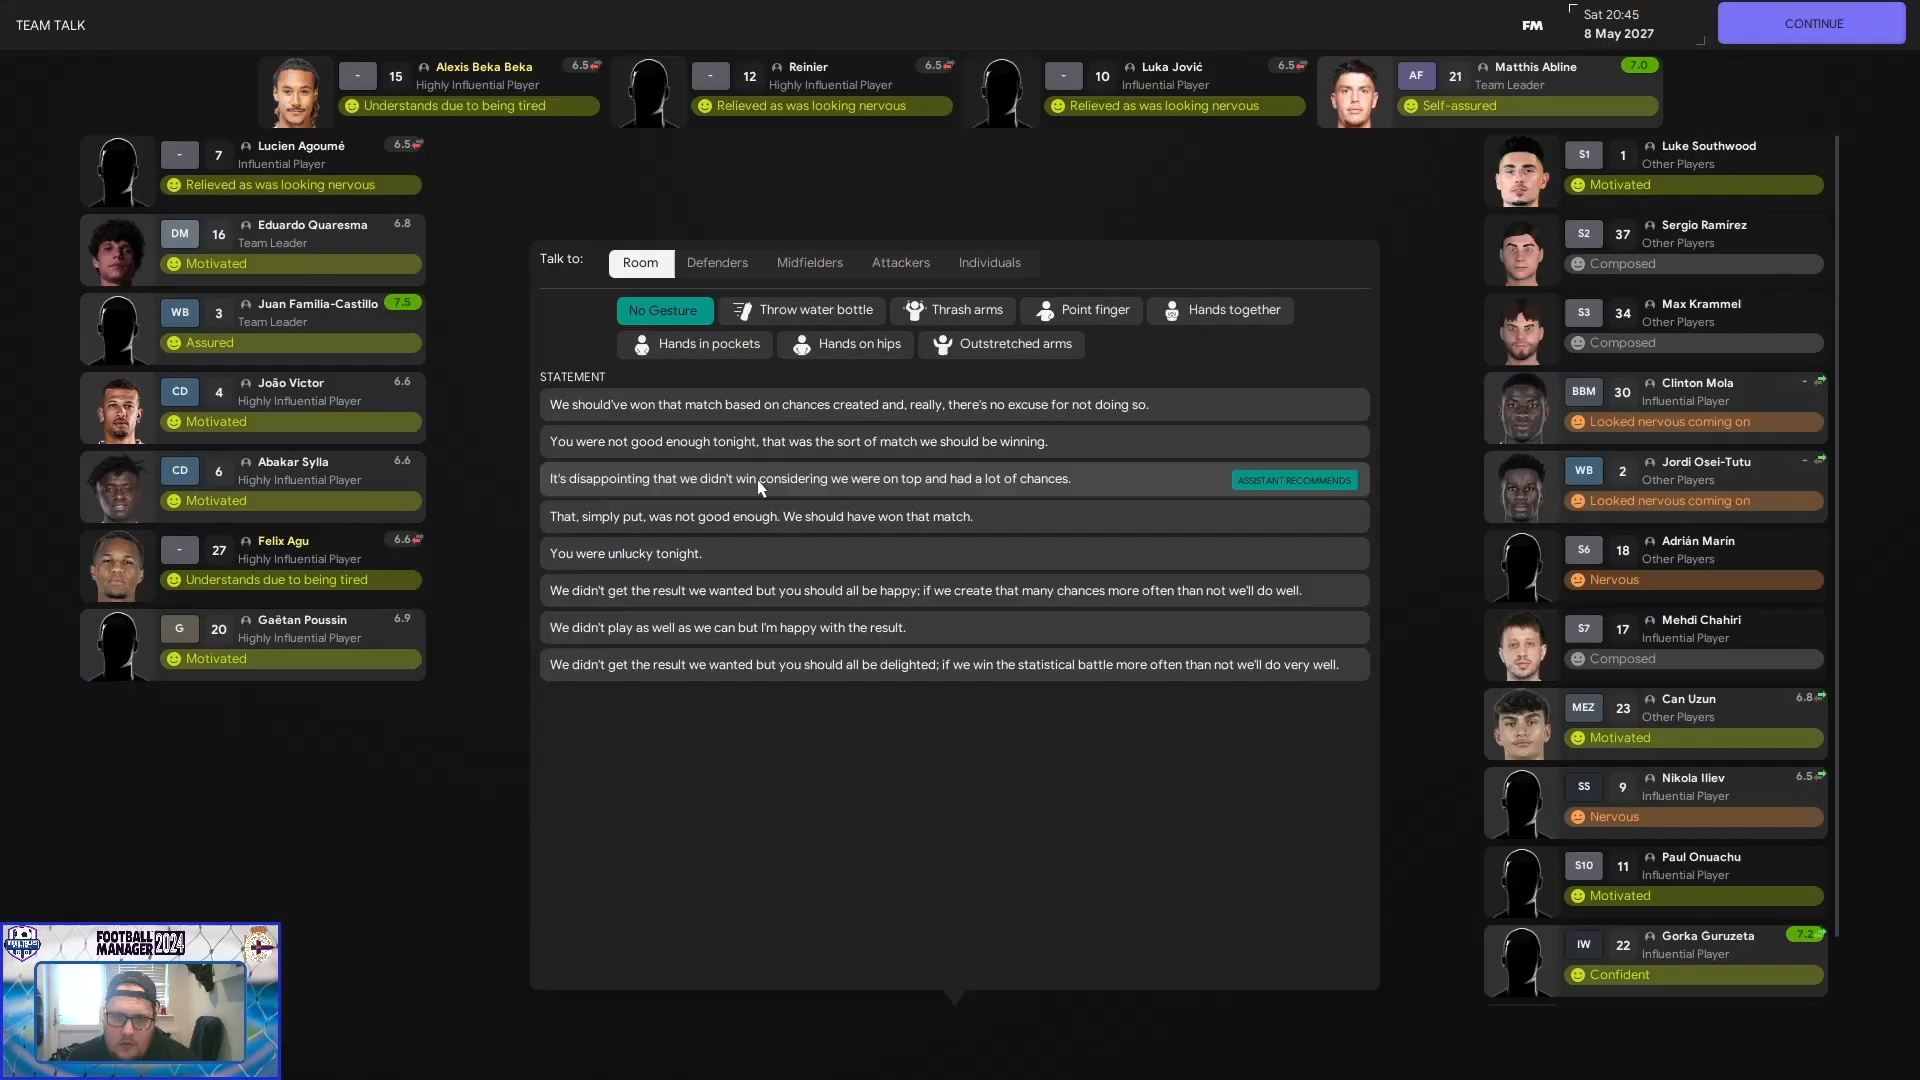 TEAM TALK
FM
Sat 20:45
8 May 2027
CONTINUE
- 15 Alexis Beka Beka 6.5
Highly Influential Player
Understands due to being tired
- 12 Reinier 6.5
Highly Influential Player
Relieved as was looking nervous
- 10 Luka Jović 6.5
Influential Player
Relieved as was looking nervous
AF 21 Matthis Abline 7.0
Team Leader
Self-assured
- 7 Lucien Agoumé 6.5
Influential Player
Relieved as was looking nervous
DM 16 Eduardo Quaresma 6.8
Team Leader
Motivated
WB 3 Juan Familia-Castillo 7.5
Team Leader
Assured
CD 4 João Victor 6.6
Highly Influential Player
Motivated
CD 6 Abakar Sylla 6.6
Highly Influential Player
Motivated
- 27 Felix Agu 6.6
Highly Influential Player
Understands due to being tired
G 20 Gaëtan Poussin 6.9
Highly Influential Player
Motivated
Talk to: Room Defenders Midfielders Attackers Individuals
No Gesture Throw water bottle Thrash arms Point finger Hands together
Hands in pockets Hands on hips Outstretched arms
STATEMENT
We should've won that match based on chances created and, really, there's no excuse for not doing so.
You were not good enough tonight, that was the sort of match we should be winning.
It's disappointing that we didn't win considering we were on top and had a lot of chances. ASSISTANT RECOMMENDS
That, simply put, was not good enough. We should have won that match.
You were unlucky tonight.
We didn't get the result we wanted but you should all be happy; if we create that many chances more often than not we'll do well.
We didn't play as well as we can but I'm happy with the result.
We didn't get the result we wanted but you should all be delighted; if we win the statistical battle more often than not we'll do very well.
S1 1 Luke Southwood
Other Players
Motivated
S2 37 Sergio Ramírez
Other Players
Composed
S3 34 Max Krammel
Other Players
Composed
BBM 30 Clinton Mola -
Influential Player
Looked nervous coming on
WB 2 Jordi Osei-Tutu -
Other Players
Looked nervous coming on
S6 18 Adrián Marín
Other Players
Nervous
S7 17 Mehdi Chahiri
Influential Player
Composed
MEZ 23 Can Uzun 6.8
Other Players
Motivated
SS 9 Nikola Iliev 6.5
Influential Player
Nervous
S10 11 Paul Onuachu
Influential Player
Motivated
IW 22 Gorka Guruzeta 7.2
Influential Player
Confident
FOOTBALL
MANAGER 2024